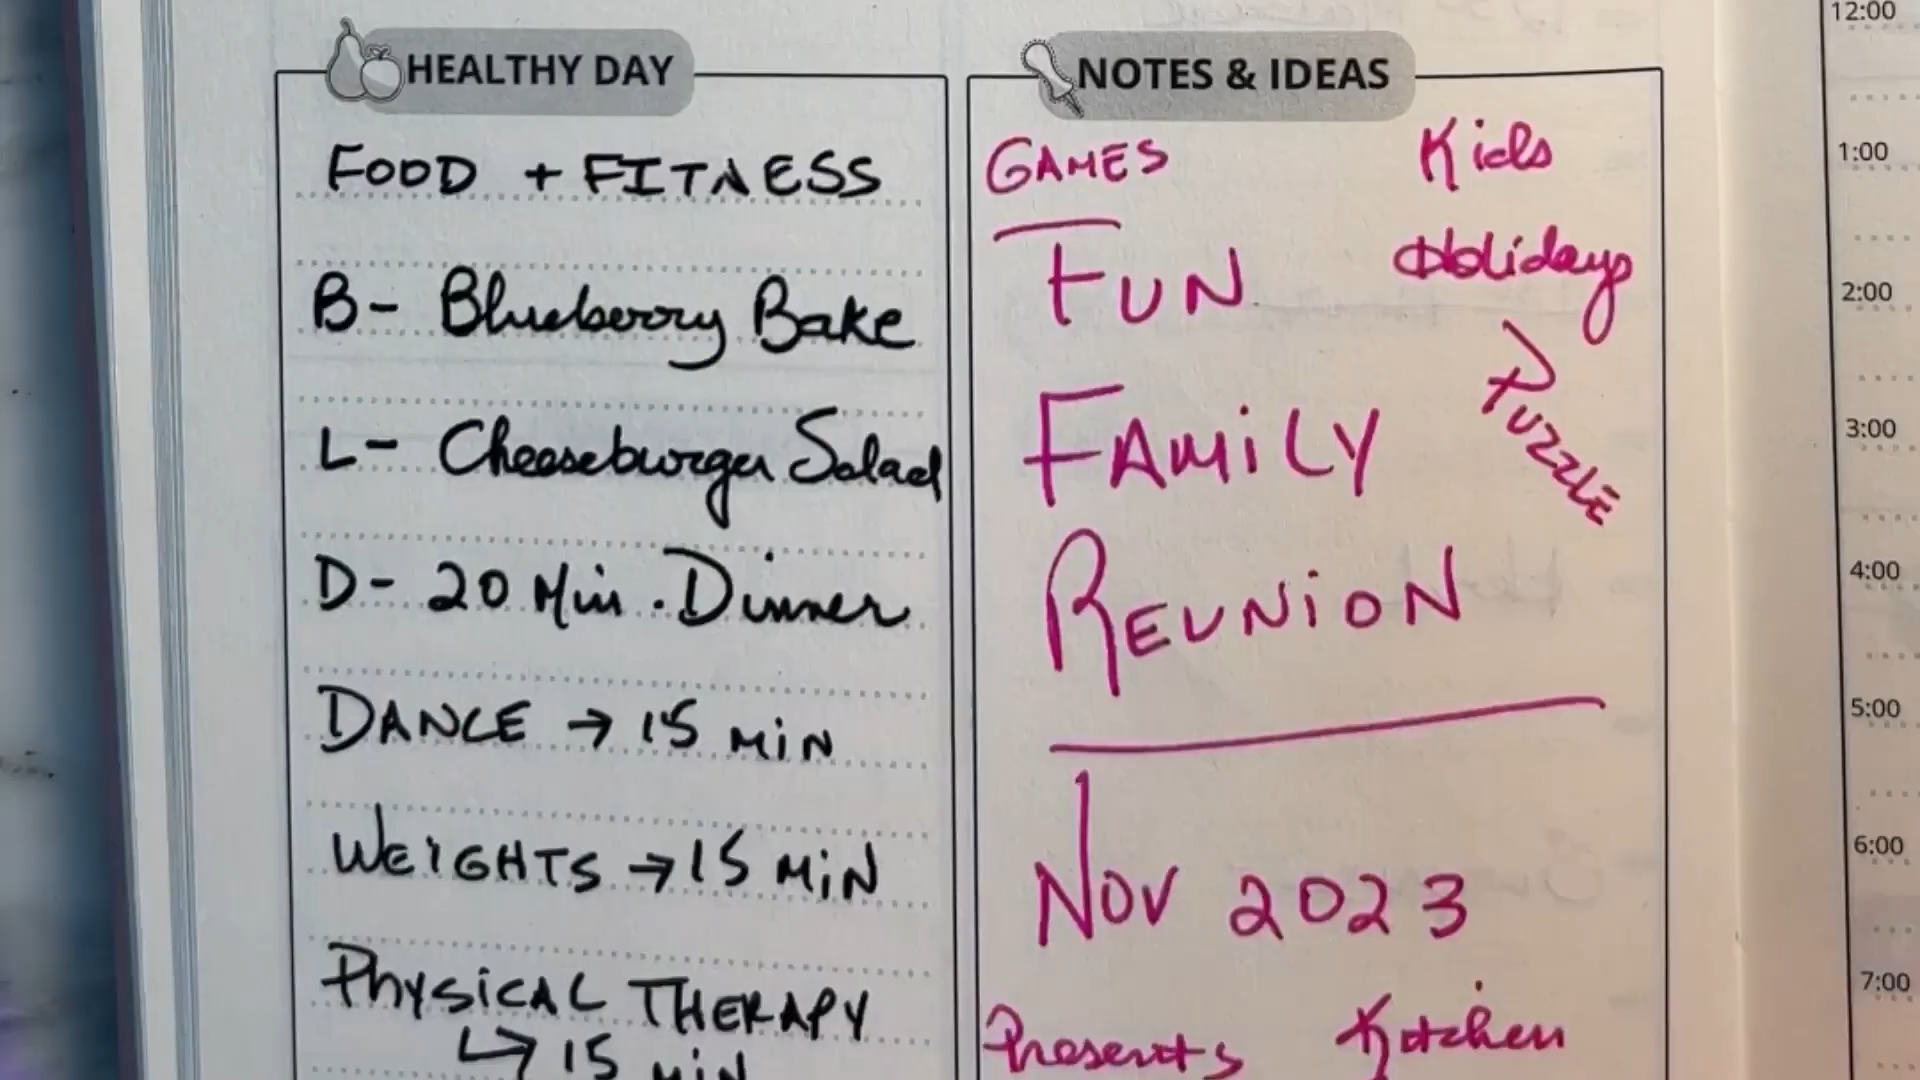 HEALTHY DAY
FOOD + FITNESS
B- Blueberry Bake
L- Cheeseburger Salad
D- 20 Min. Dinner
DANCE → 15 MiN
WEIGHTS → 15 MiN
PHYSiCAL THERAPY
↳ 15 MiN
NOTES & IDEAS
GAMES
Kids
Holidays
FUN
PUZZLE
FAMiLY
REUNiON
NOV 2023
Presents
Kitchen
12:00
1:00
2:00
3:00
4:00
5:00
6:00
7:00